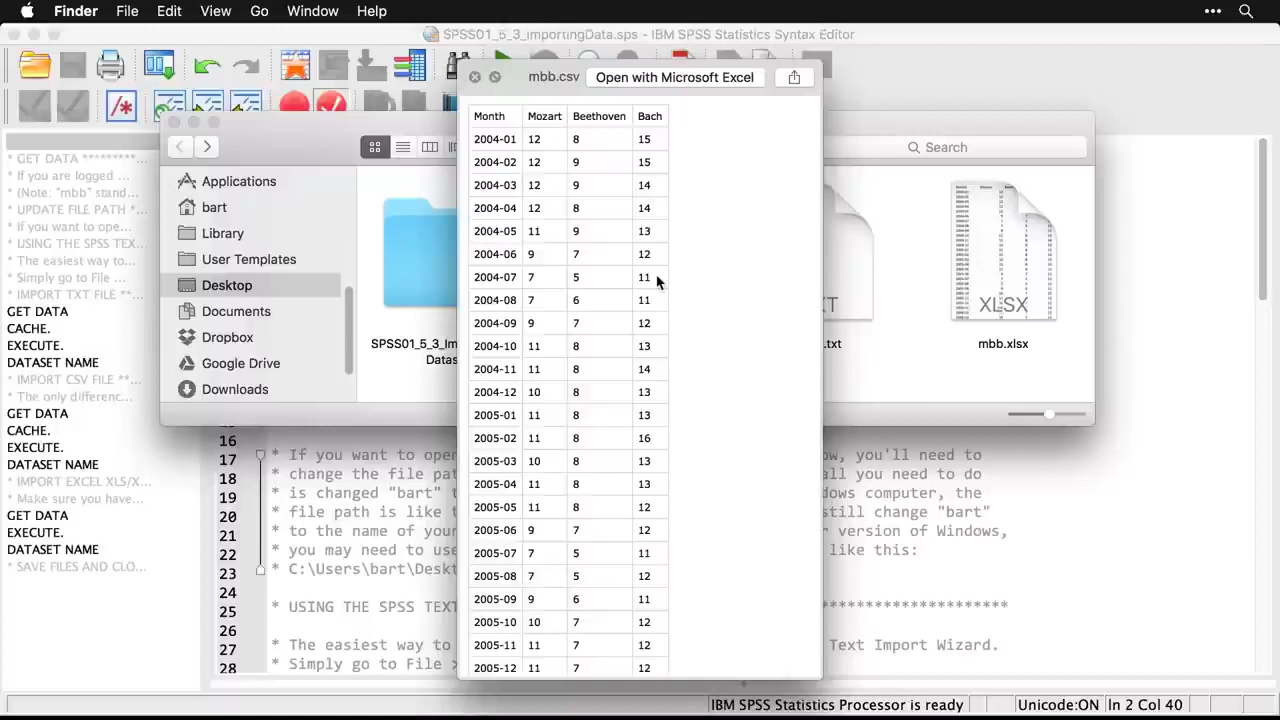 Finder File Edit View Go Window Help
SPSS01_5_3_ImportingData.sps - IBM SPSS Statistics Syntax Editor
mbb.csv Open with Microsoft Excel
Search
Applications
bart
Library
User Templates
Desktop
Documents
Dropbox
Google Drive
Downloads
SPSS01_5_3_Im
Datas
XLSX
.txt
mbb.xlsx
Month Mozart Beethoven Bach
2004-01 12 8 15
2004-02 12 9 15
2004-03 12 9 14
2004-04 12 8 14
2004-05 11 9 13
2004-06 9 7 12
2004-07 7 5 11
2004-08 7 6 11
2004-09 9 7 12
2004-10 11 8 13
2004-11 11 8 14
2004-12 10 8 13
2005-01 11 8 13
2005-02 11 8 16
2005-03 10 8 13
2005-04 11 8 13
2005-05 11 8 12
2005-06 9 7 12
2005-07 7 5 11
2005-08 7 5 12
2005-09 9 6 11
2005-10 10 7 12
2005-11 11 7 12
2005-12 11 7 12
* GET DATA *********...
* If you are logged ...
* (Note: "mbb" stand...
* UPDATE FILE PATH *...
* If you want to ope...
* USING THE SPSS TEX...
* The easiest way to...
* Simply go to File ...
* IMPORT TXT FILE **...
GET DATA
CACHE.
EXECUTE.
DATASET NAME
* IMPORT CSV FILE **...
* The only differenc...
GET DATA
CACHE.
EXECUTE.
DATASET NAME
* IMPORT EXCEL XLS/X...
* Make sure you have...
GET DATA
EXECUTE.
DATASET NAME
* SAVE FILES AND CLO...
16
17 * If you want to open ow, you'll need to
18 * change the file pat all you need to do
19 * is changed "bart" t dows computer, the
20 * file path is like t still change "bart"
21 * to the name of your r version of Windows,
22 * you may need to use like this:
23 * C:\Users\bart\Deskt
24
25 * USING THE SPSS TEXT **********************
26
27 * The easiest way to Text Import Wizard.
28 * Simply go to File >
IBM SPSS Statistics Processor is ready Unicode:ON In 2 Col 40